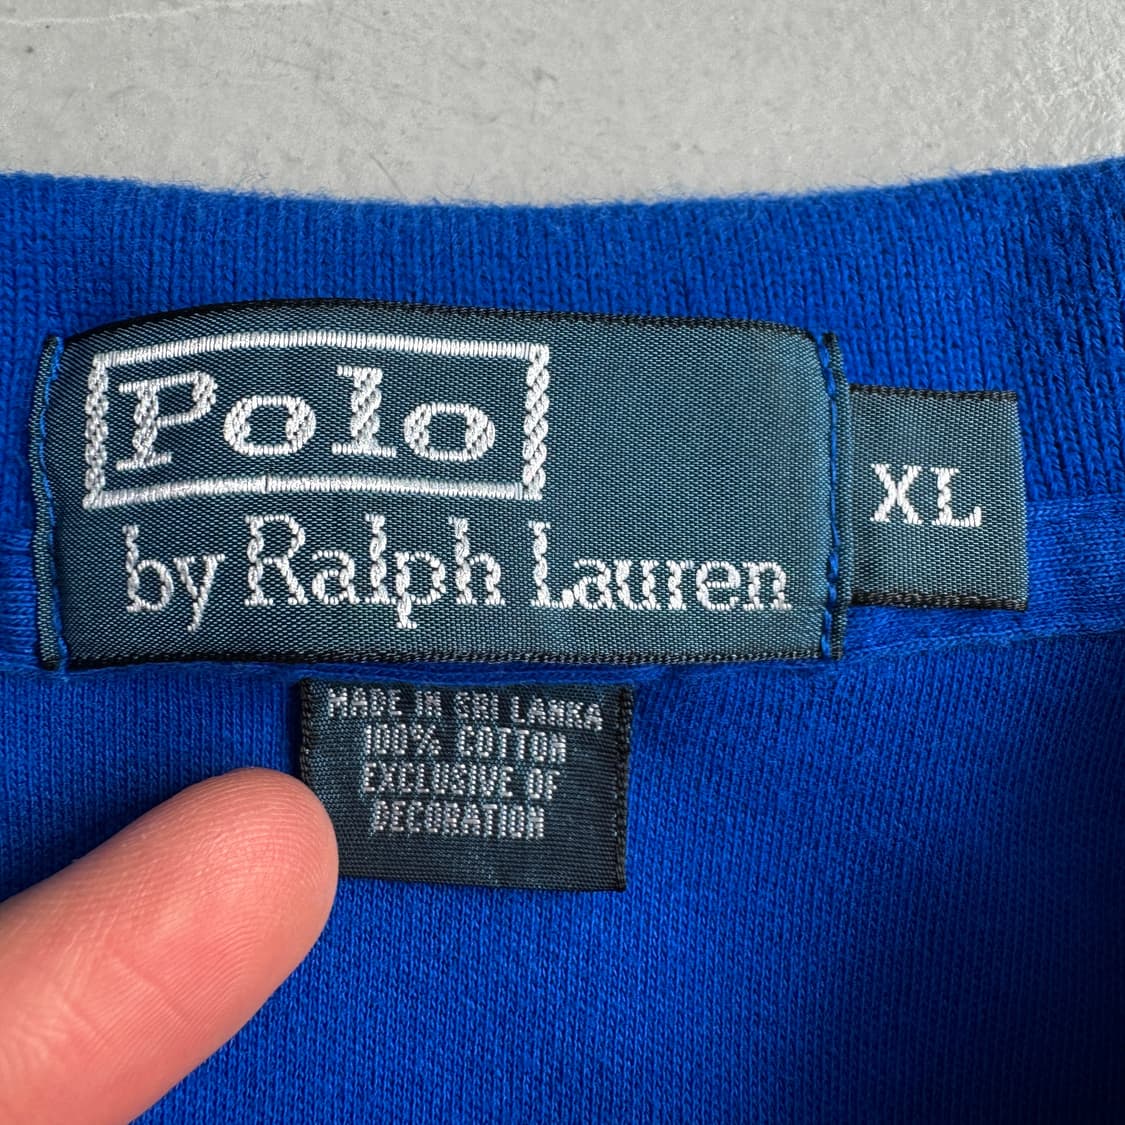 Polo
by Ralph Lauren
XL
MADE IN SRI LANKA
100% COTTON
EXCLUSIVE OF
DECORATION